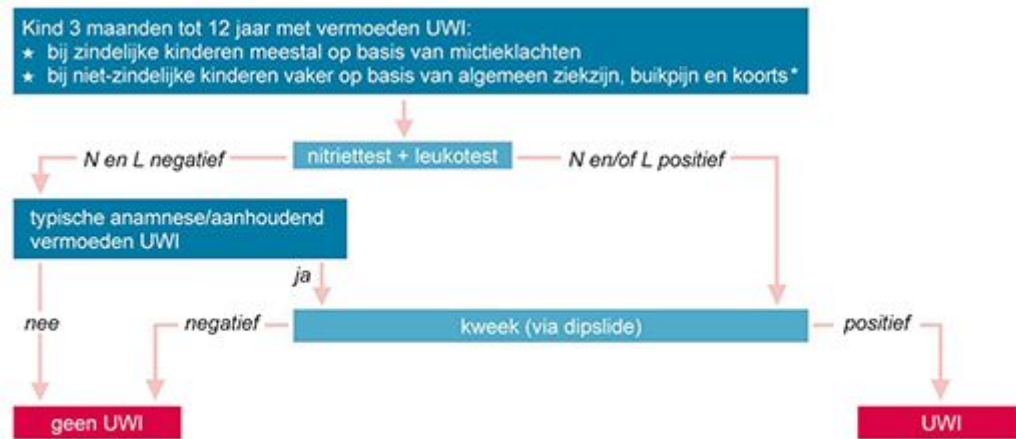 Kind 3 maanden tot 12 jaar met vermoeden UWI:
★ bij zindelijke kinderen meestal op basis van mictieklachten
★ bij niet-zindelijke kinderen vaker op basis van algemeen ziekzijn, buikpijn en koorts*
N en L negatief
nitriettest + leukotest
N en/of L positief
typische anamnese/aanhoudend
vermoeden UWI
ja
nee
negatief
kweek (via dipslide)
positief
geen UWI
UWI